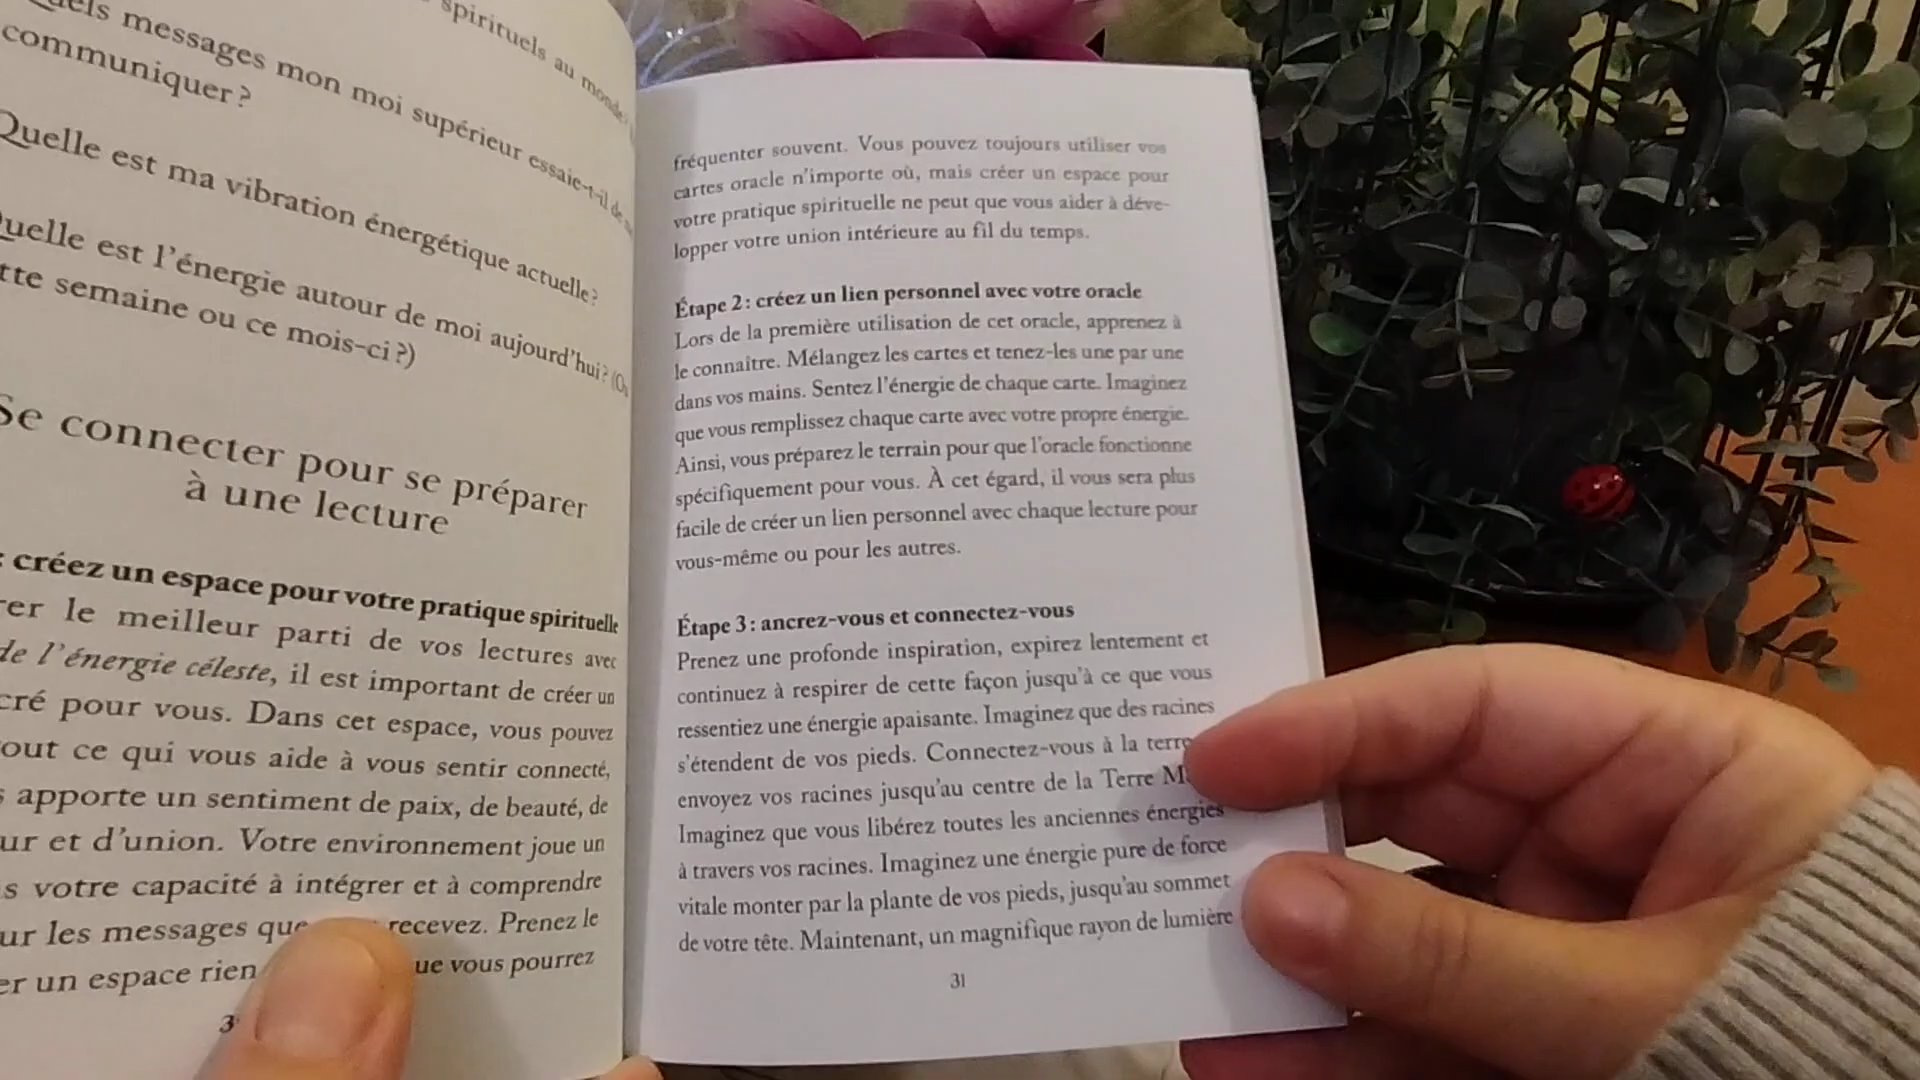 spirituels au monde?
Quels messages mon moi supérieur essaie-t-il de
communiquer ?
Quelle est ma vibration énergétique actuelle ?
Quelle est l'énergie autour de moi aujourd'hui ? (Ou
tte semaine ou ce mois-ci ?)
Se connecter pour se préparer
à une lecture
: créez un espace pour votre pratique spirituelle
rer le meilleur parti de vos lectures avec
de l'énergie céleste, il est important de créer un
cré pour vous. Dans cet espace, vous pouvez
out ce qui vous aide à vous sentir connecté,
s apporte un sentiment de paix, de beauté, de
ur et d'union. Votre environnement joue un
s votre capacité à intégrer et à comprendre
ur les messages que recevez. Prenez le
er un espace rien ue vous pourrez
3
fréquenter souvent. Vous pouvez toujours utiliser vos
cartes oracle n'importe où, mais créer un espace pour
votre pratique spirituelle ne peut que vous aider à déve-
lopper votre union intérieure au fil du temps.
Étape 2 : créez un lien personnel avec votre oracle
Lors de la première utilisation de cet oracle, apprenez à
le connaître. Mélangez les cartes et tenez-les une par une
dans vos mains. Sentez l'énergie de chaque carte. Imaginez
que vous remplissez chaque carte avec votre propre énergie.
Ainsi, vous préparez le terrain pour que l'oracle fonctionne
spécifiquement pour vous. À cet égard, il vous sera plus
facile de créer un lien personnel avec chaque lecture pour
vous-même ou pour les autres.
Étape 3 : ancrez-vous et connectez-vous
Prenez une profonde inspiration, expirez lentement et
continuez à respirer de cette façon jusqu'à ce que vous
ressentiez une énergie apaisante. Imaginez que des racines
s'étendent de vos pieds. Connectez-vous à la terre
envoyez vos racines jusqu'au centre de la Terre M
Imaginez que vous libérez toutes les anciennes énergies
à travers vos racines. Imaginez une énergie pure de force
vitale monter par la plante de vos pieds, jusqu'au sommet
de votre tête. Maintenant, un magnifique rayon de lumière
31